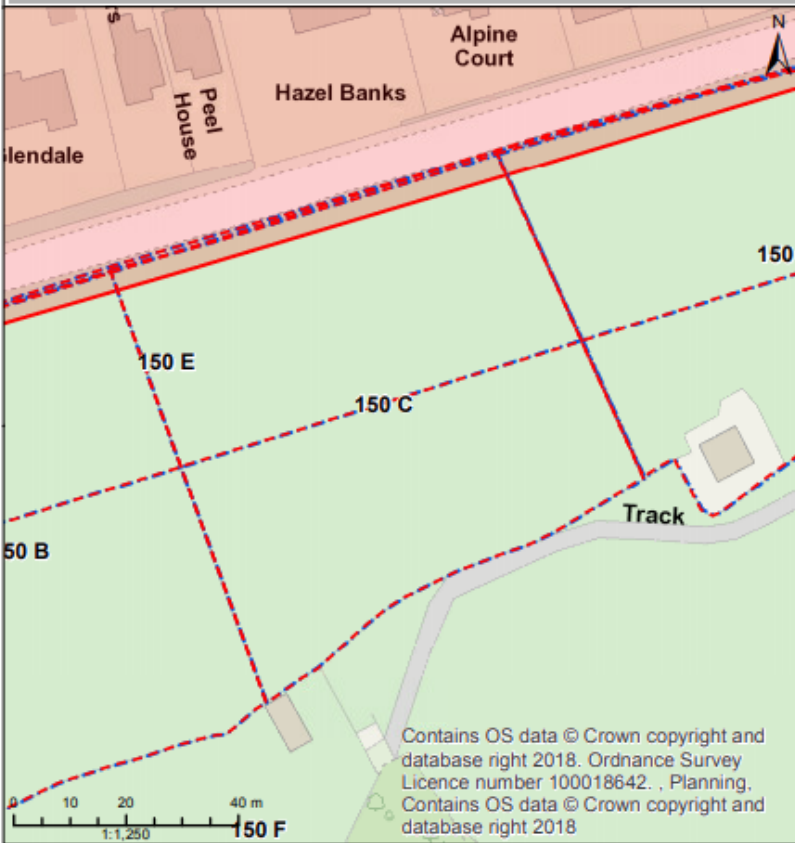 Alpine
Court
N
Hazel Banks
Peel
House
Glendale
150
150 E
150 C
50 B
Track
Contains OS data © Crown copyright and
database right 2018. Ordnance Survey
Licence number 100018642. , Planning,
Contains OS data © Crown copyright and
database right 2018
0 10 20 40 m
1:1,250
150 F